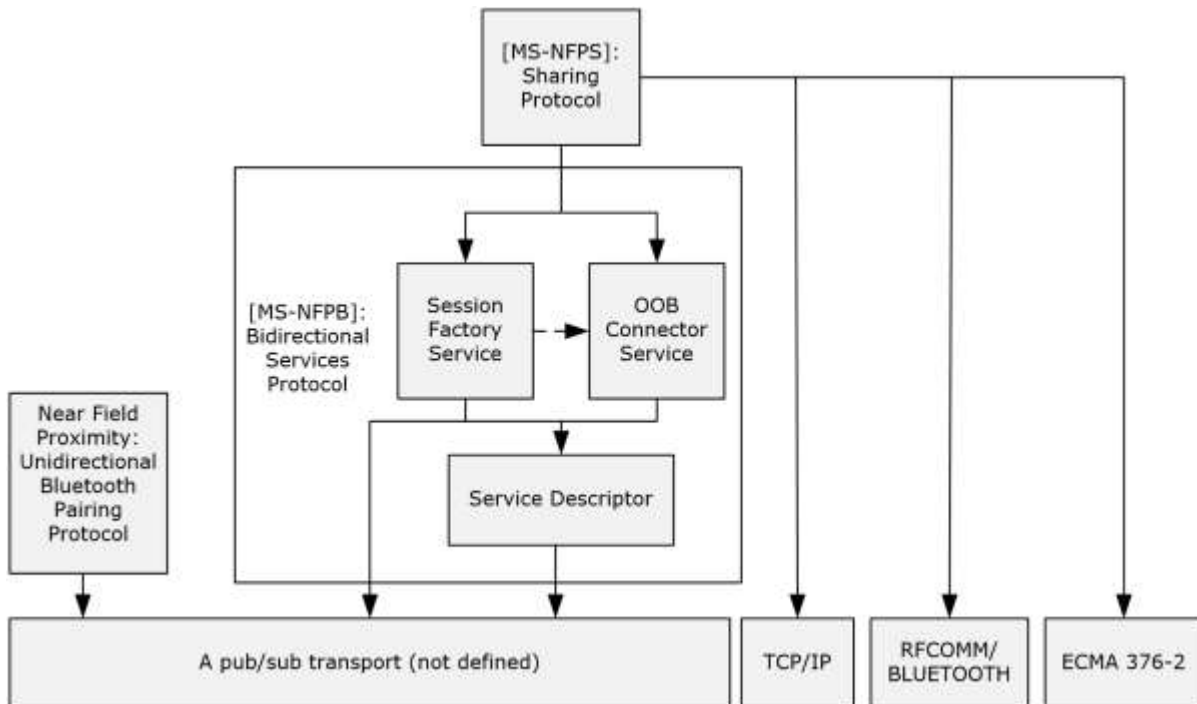 [MS-NFPS]:
Sharing
Protocol
[MS-NFPB]:
Bidirectional
Services
Protocol
Session
Factory
Service
OOB
Connector
Service
Near Field
Proximity:
Unidirectional
Bluetooth
Pairing
Protocol
Service Descriptor
A pub/sub transport (not defined)
TCP/IP
RFCOMM/
BLUETOOTH
ECMA 376-2